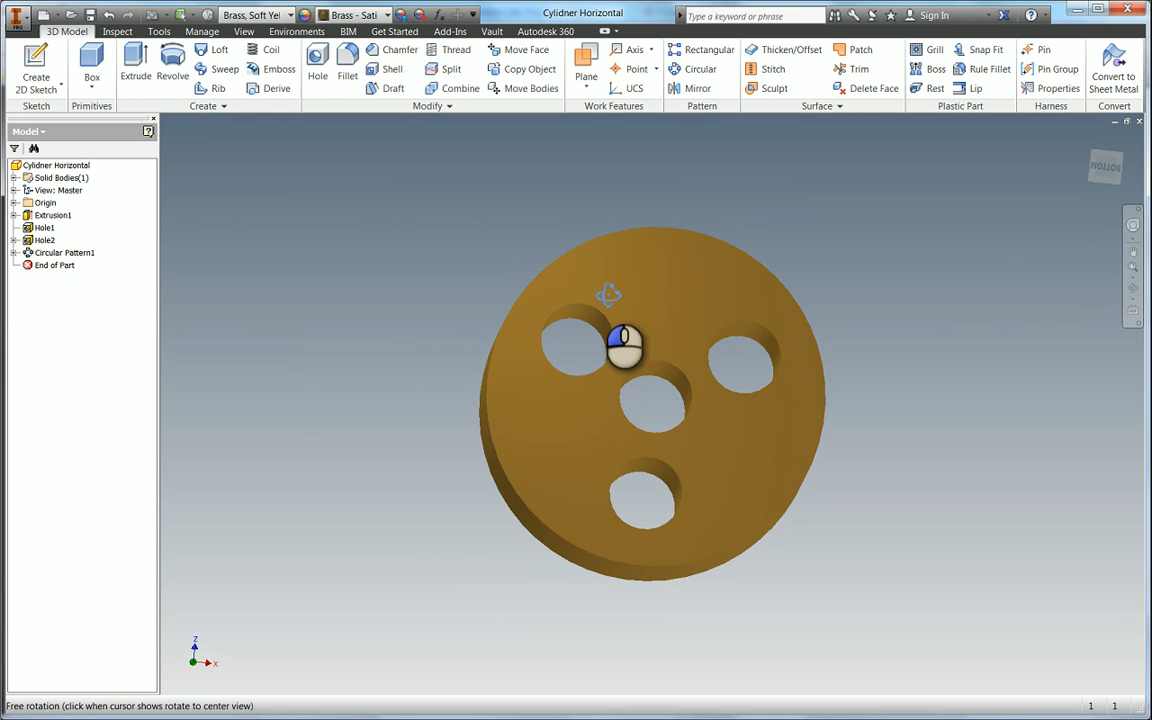 PRO
Brass, Soft Yel
Brass - Sati
Cylidner Horizontal
Type a keyword or phrase
Sign In
3D Model
Inspect
Tools
Manage
View
Environments
BIM
Get Started
Add-Ins
Vault
Autodesk 360
Create
2D Sketch
Sketch
Box
Primitives
Extrude
Revolve
Loft
Sweep
Rib
Coil
Emboss
Derive
Create
Hole
Fillet
Chamfer
Shell
Draft
Thread
Split
Combine
Move Face
Copy Object
Move Bodies
Modify
Plane
Axis
Point
UCS
Work Features
Rectangular
Circular
Mirror
Pattern
Thicken/Offset
Stitch
Sculpt
Patch
Trim
Delete Face
Surface
Grill
Boss
Rest
Snap Fit
Rule Fillet
Lip
Plastic Part
Pin
Pin Group
Properties
Harness
Convert to
Sheet Metal
Convert
Model
Cylidner Horizontal
Solid Bodies(1)
View: Master
Origin
Extrusion1
Hole1
Hole2
Circular Pattern1
End of Part
BOTTOM
Z
X
Free rotation (click when cursor shows rotate to center view)
1 1